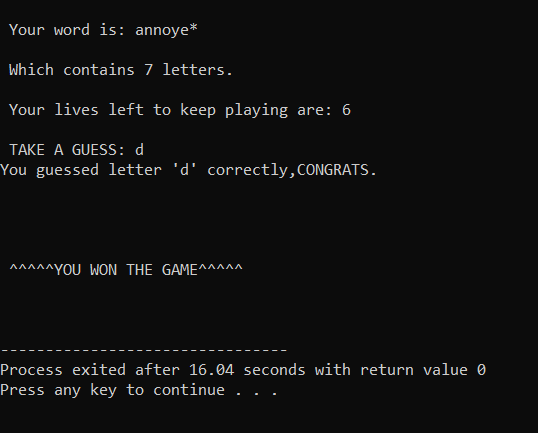 Your word is: annoye*
Which contains 7 letters.
Your lives left to keep playing are: 6
TAKE A GUESS: d
You guessed letter 'd' correctly,CONGRATS.
^^^^^YOU WON THE GAME^^^^^
--------------------------------
Process exited after 16.04 seconds with return value 0
Press any key to continue . . .